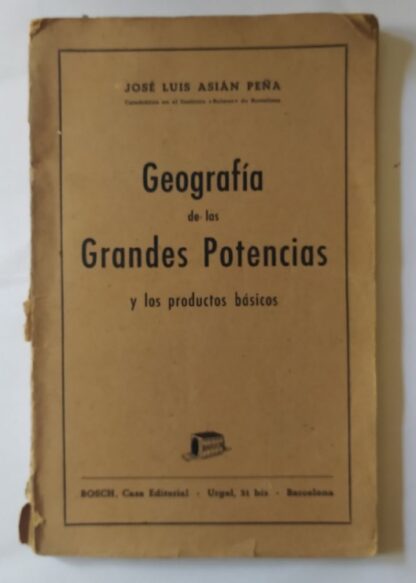 JOSÉ LUIS ASIÁN PEÑA
Catedrático en el Instituto «Balmes» de Barcelona
Geografía
de las
Grandes Potencias
y los productos básicos
BOSCH
BOSCH, Casa Editorial - Urgel, 51 bis - Barcelona